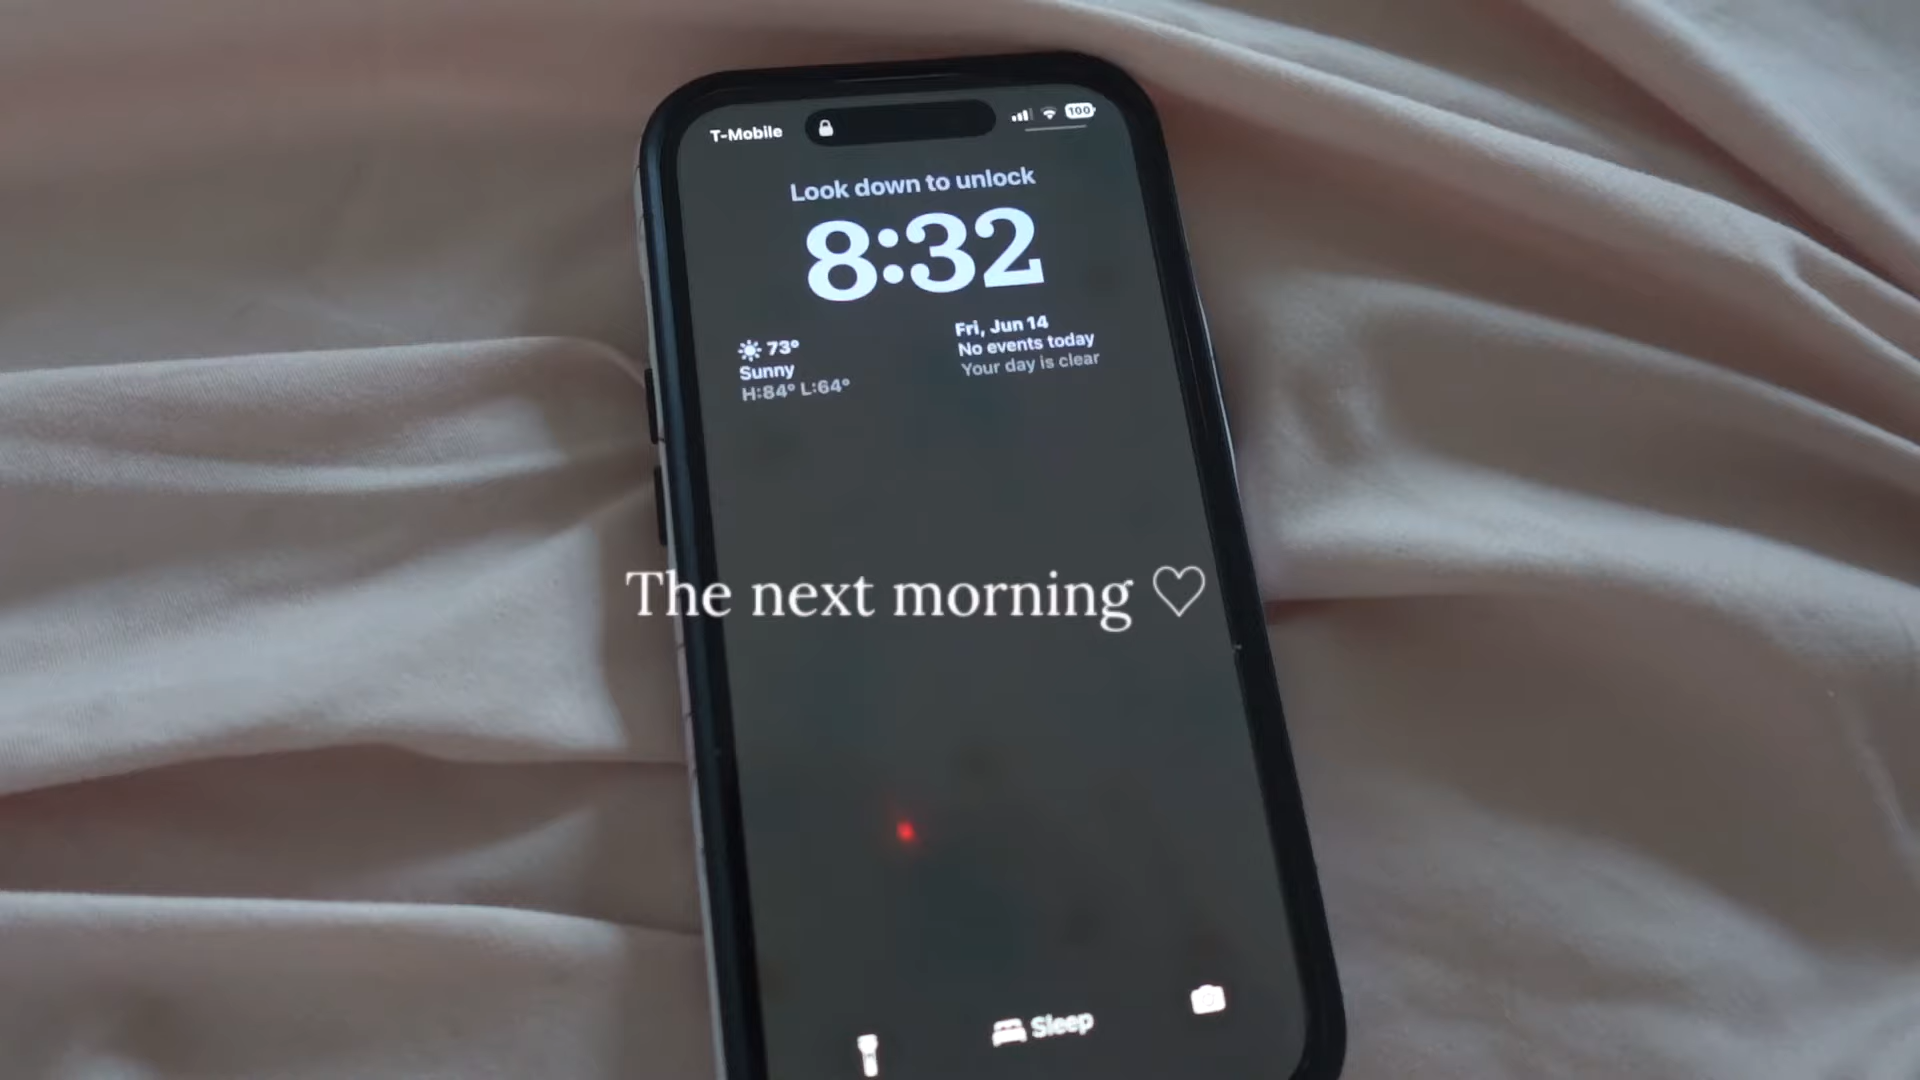 T-Mobile
100
Look down to unlock
8:32
73°
Sunny
H:84° L:64°
Fri, Jun 14
No events today
Your day is clear
The next morning ♡
Sleep